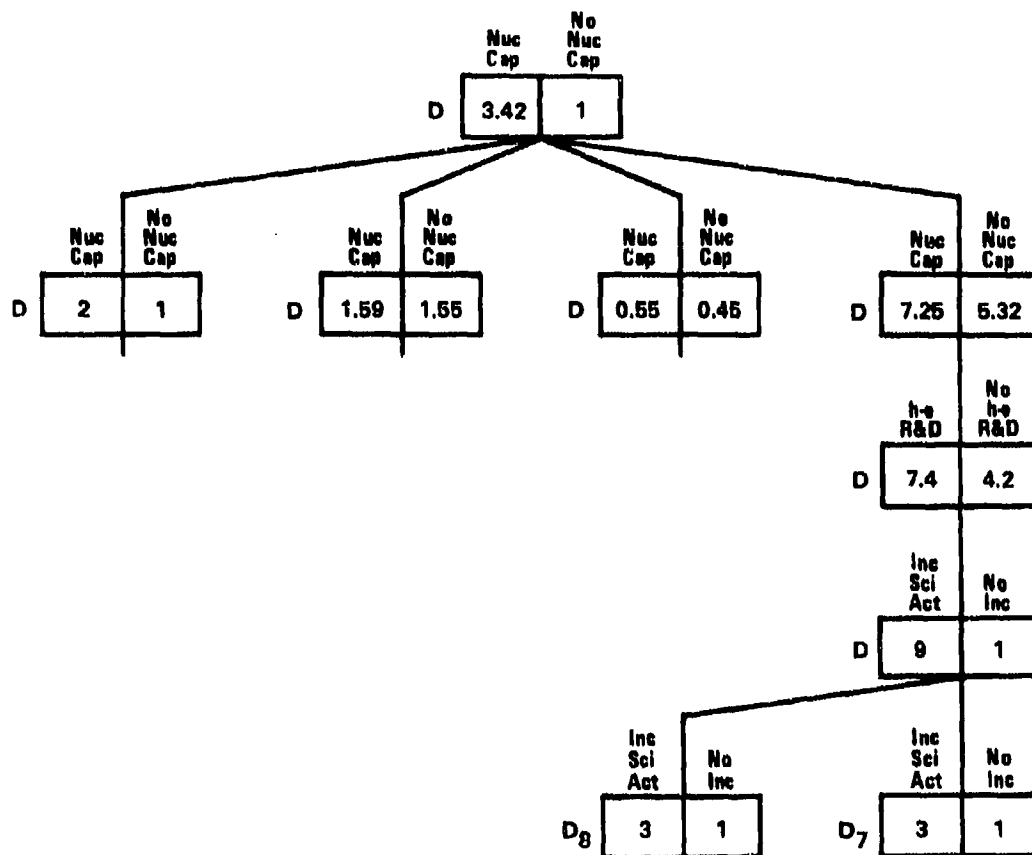 Nuc
Cap
No
Nuc
Cap
D 3.42 1
Nuc
Cap
No
Nuc
Cap
D 2 1
Nuc
Cap
No
Nuc
Cap
D 1.59 1.55
Nuc
Cap
No
Nuc
Cap
D 0.55 0.45
Nuc
Cap
No
Nuc
Cap
D 7.25 5.32
h-e
R&D
No
h-e
R&D
D 7.4 4.2
Inc
Sci
Act
No
Inc
D 9 1
Inc
Sci
Act
No
Inc
D8 3 1
Inc
Sci
Act
No
Inc
D7 3 1